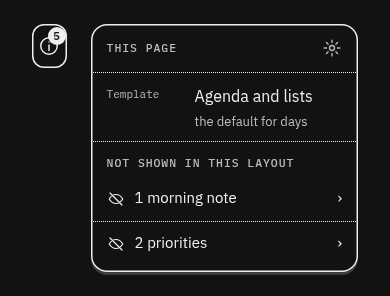 5
THIS PAGE
Template
Agenda and lists
the default for days
NOT SHOWN IN THIS LAYOUT
1 morning note
2 priorities